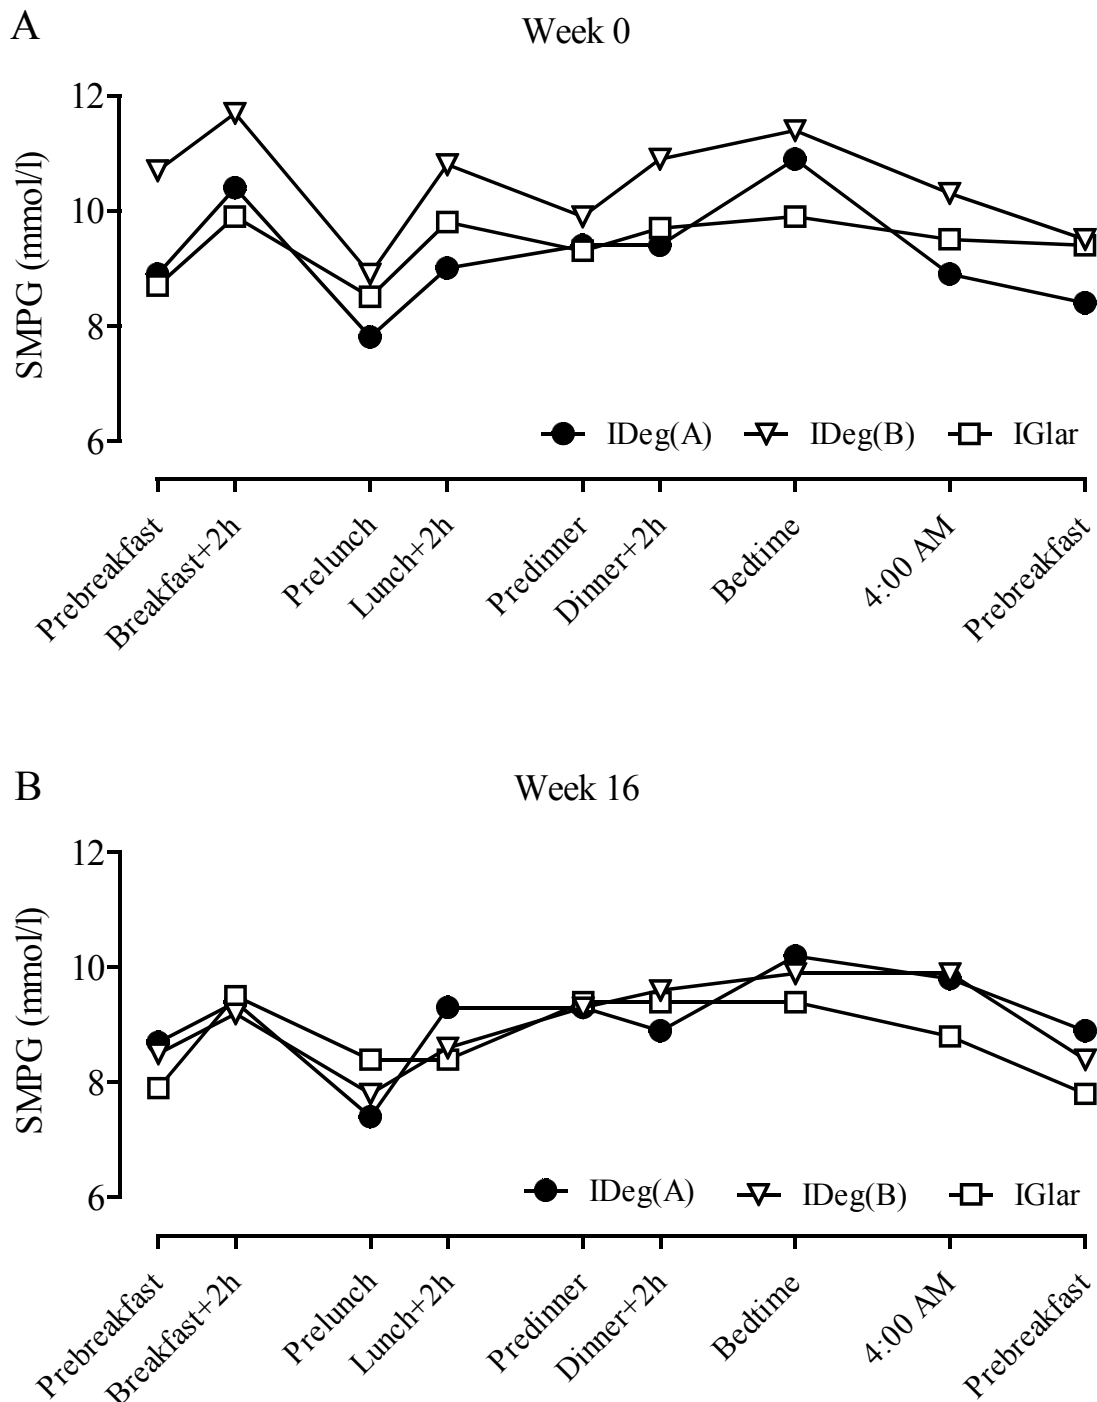 A
Week 0
SMPG (mmol/l)
12
10
8
6
IDeg(A) IDeg(B) IGlar
Prebreakfast
Breakfast+2h
Prelunch
Lunch+2h
Predinner
Dinner+2h
Bedtime
4:00 AM
Prebreakfast
B
Week 16
SMPG (mmol/l)
12
10
8
6
IDeg(A) IDeg(B) IGlar
Prebreakfast
Breakfast+2h
Prelunch
Lunch+2h
Predinner
Dinner+2h
Bedtime
4:00 AM
Prebreakfast